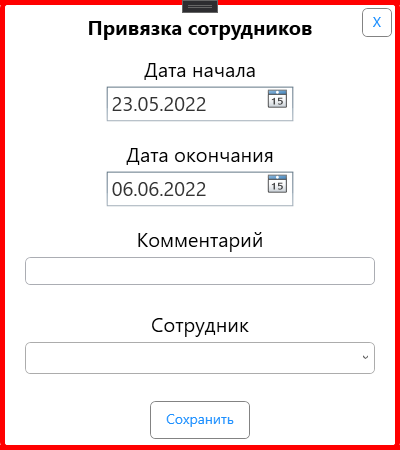 Привязка сотрудников
X
Дата начала
23.05.2022
15
Дата окончания
06.06.2022
15
Комментарий
Сотрудник
Сохранить